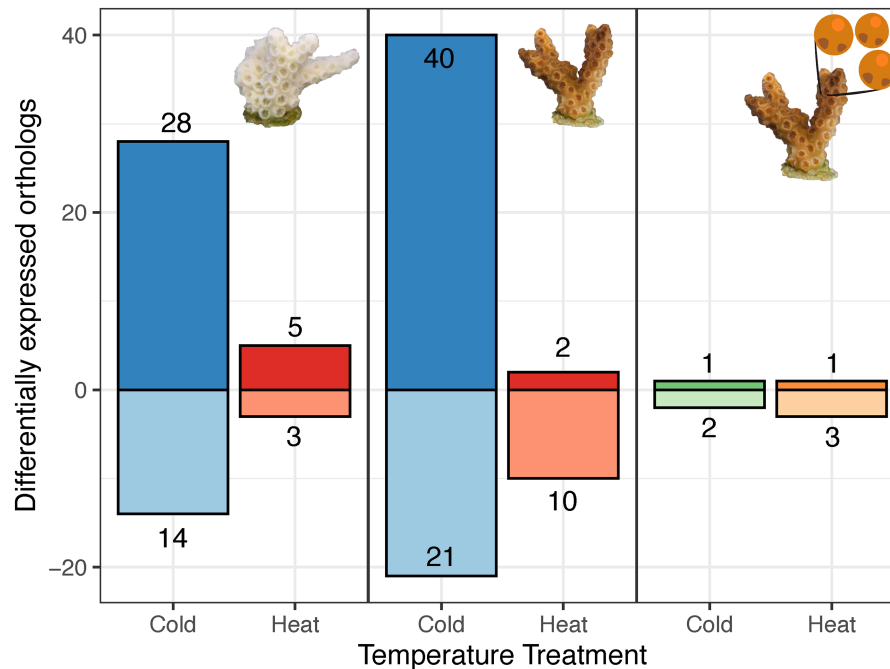 Differentially expressed orthologs
40
20
0
−20
28
14
5
3
40
21
2
10
1
2
1
3
Cold
Heat
Cold
Heat
Cold
Heat
Temperature Treatment